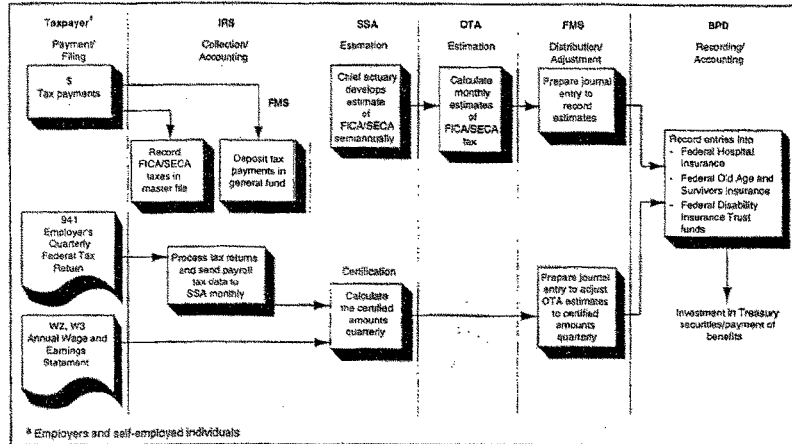 Taxpayer a
IRS
SSA
OTA
FMS
BPD
Payment/
Filing
Collection/
Accounting
Estimation
Estimation
Distribution/
Adjustment
Recording/
Accounting
$
Tax payments
FMS
Record
FICA/SECA
taxes in
master file
Deposit tax
payments in
general fund
Chief actuary
develops
estimate
of
FICA/SECA
semiannually
Calculate
monthly
estimates
of
FICA/SECA
tax
Prepare journal
entry to
record
estimates
Record entries into
- Federal Hospital
Insurance
- Federal Old Age and
Survivors Insurance
- Federal Disability
Insurance Trust
funds
941
Employer's
Quarterly
Federal Tax
Return
Process tax returns
and send payroll
tax data to
SSA monthly
Certification
Calculate
the certified
amounts
quarterly
Prepare journal
entry to adjust
OTA estimates
to certified
amounts
quarterly
Investment in Treasury
securities/payment of
benefits
W2, W3
Annual Wage and
Earnings
Statement
a Employers and self-employed individuals